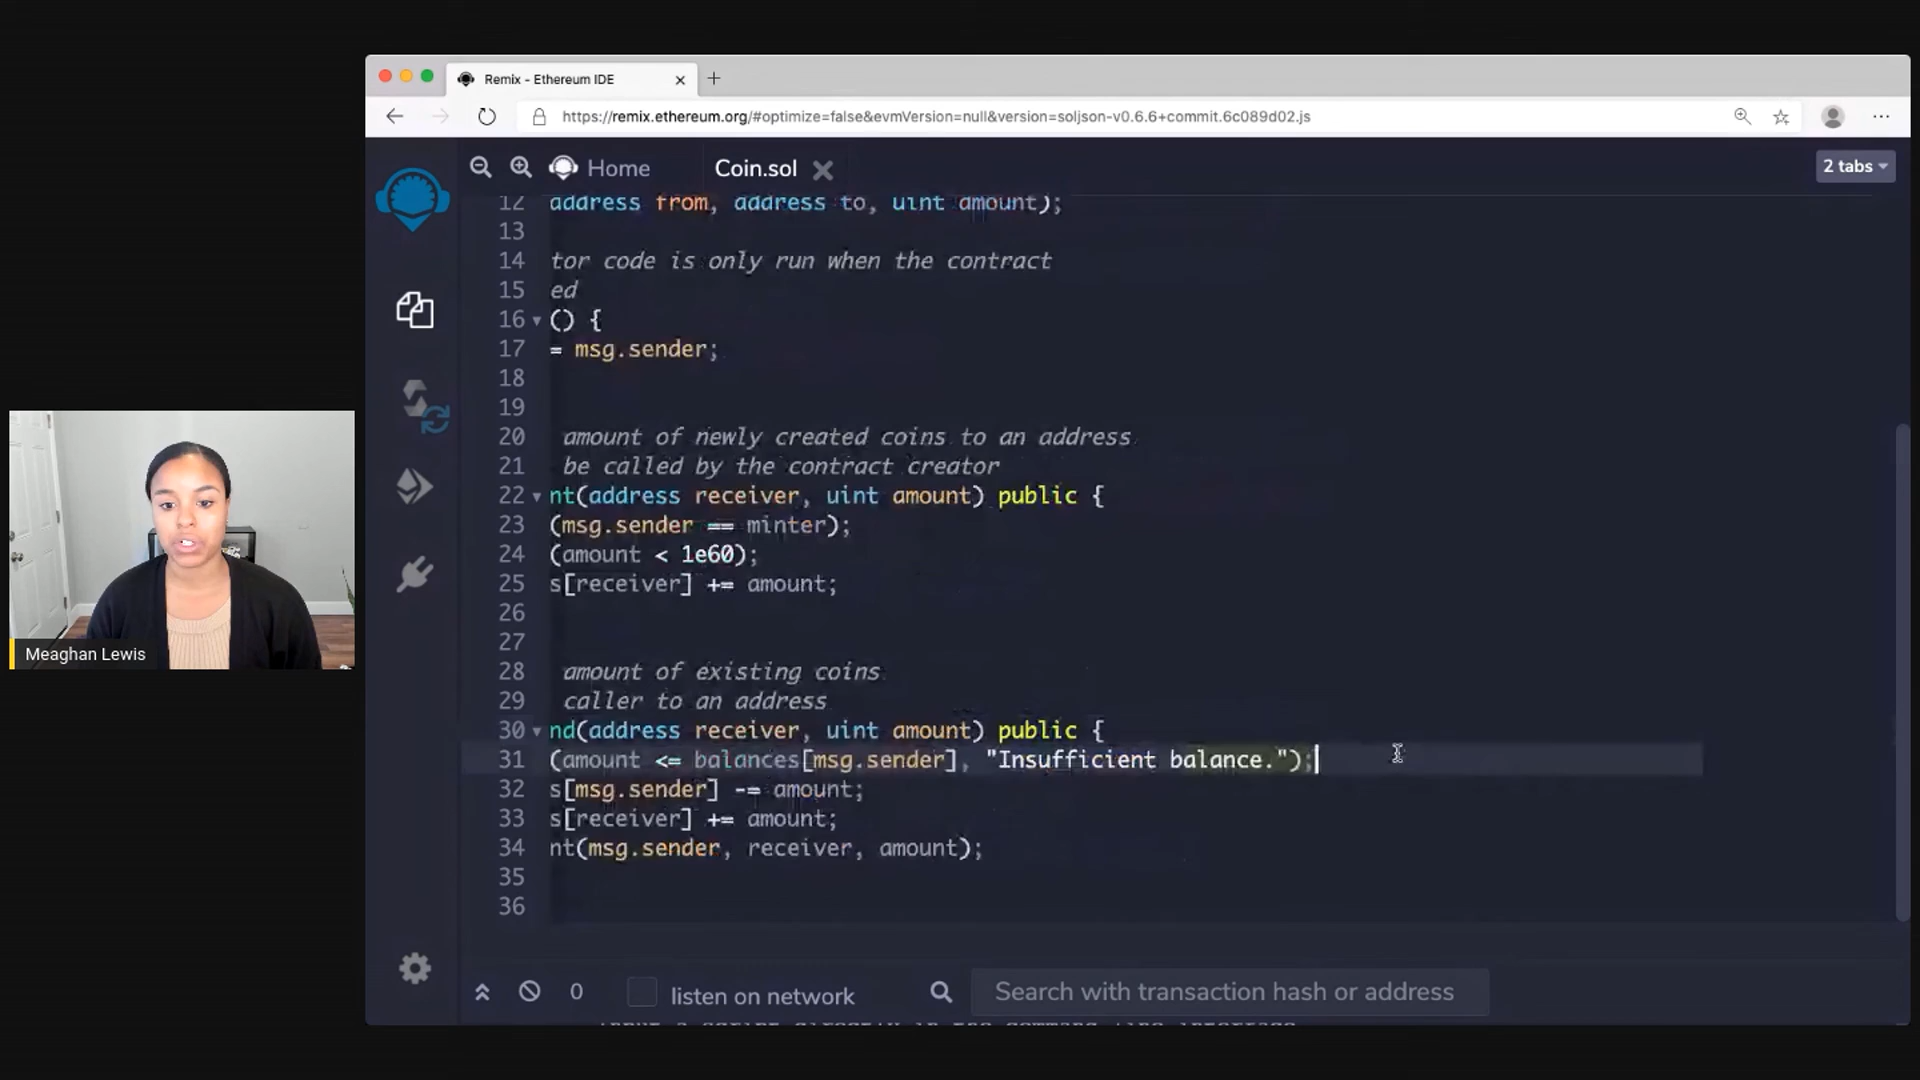 Remix - Ethereum IDE
https://remix.ethereum.org/#optimize=false&evmVersion=null&version=soljson-v0.6.6+commit.6c089d02.js
Home
Coin.sol
2 tabs
12 address from, address to, uint amount);
13
14 tor code is only run when the contract
15 ed
16 () {
17 = msg.sender;
18
19
20 amount of newly created coins to an address
21 be called by the contract creator
22 nt(address receiver, uint amount) public {
23 (msg.sender == minter);
24 (amount < 1e60);
25 s[receiver] += amount;
26
27
28 amount of existing coins
29 caller to an address
30 nd(address receiver, uint amount) public {
31 (amount <= balances[msg.sender], "Insufficient balance.");
32 s[msg.sender] -= amount;
33 s[receiver] += amount;
34 nt(msg.sender, receiver, amount);
35
36
Meaghan Lewis
0
listen on network
Search with transaction hash or address